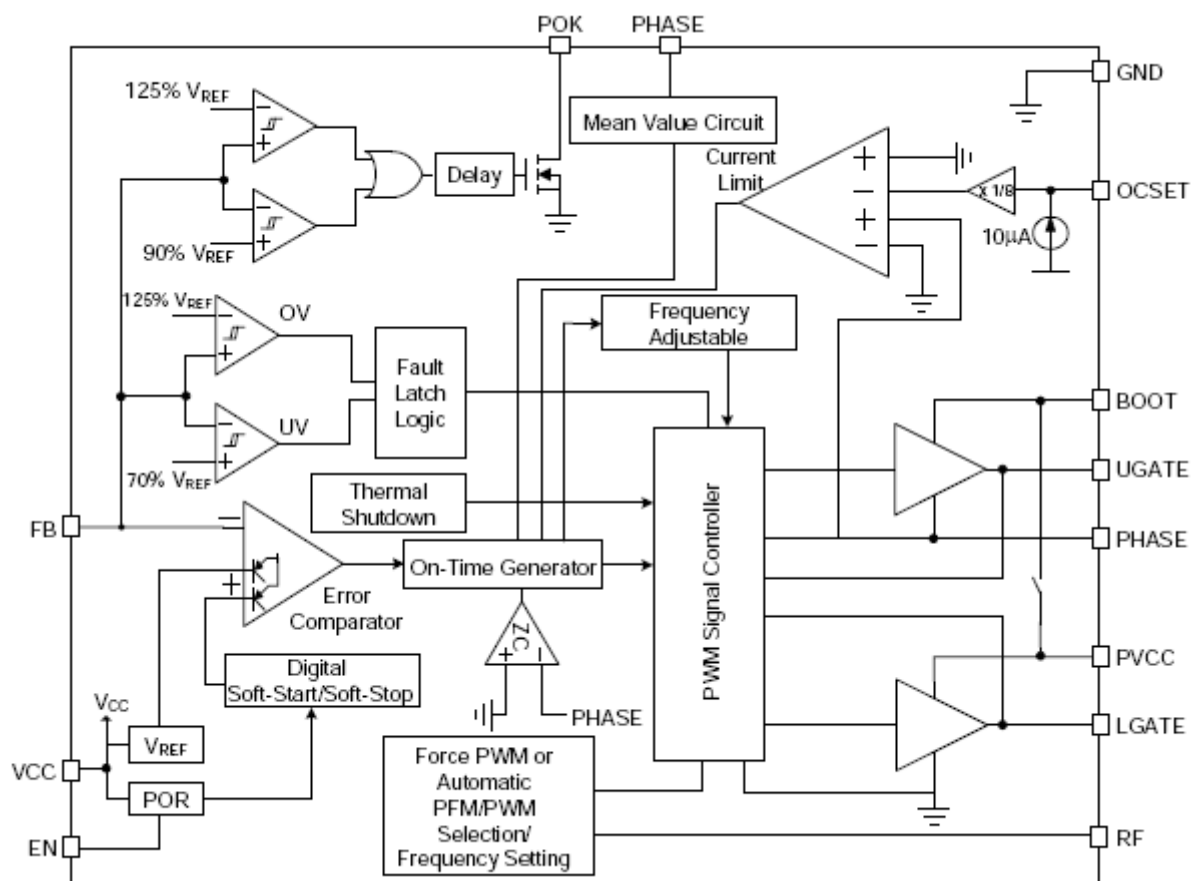 POK
PHASE
GND
125% VREF
Mean Value Circuit
Current
Limit
Delay
X 1/8
OCSET
10µA
90% VREF
125% VREF
OV
Frequency
Adjustable
Fault
Latch
Logic
UV
BOOT
70% VREF
UGATE
Thermal
Shutdown
FB
PWM Signal Controller
PHASE
On-Time Generator
Error
Comparator
ZC
Digital
Soft-Start/Soft-Stop
PVCC
VCC
PHASE
LGATE
VREF
VCC
Force PWM or
Automatic
PFM/PWM
Selection/
Frequency Setting
POR
EN
RF